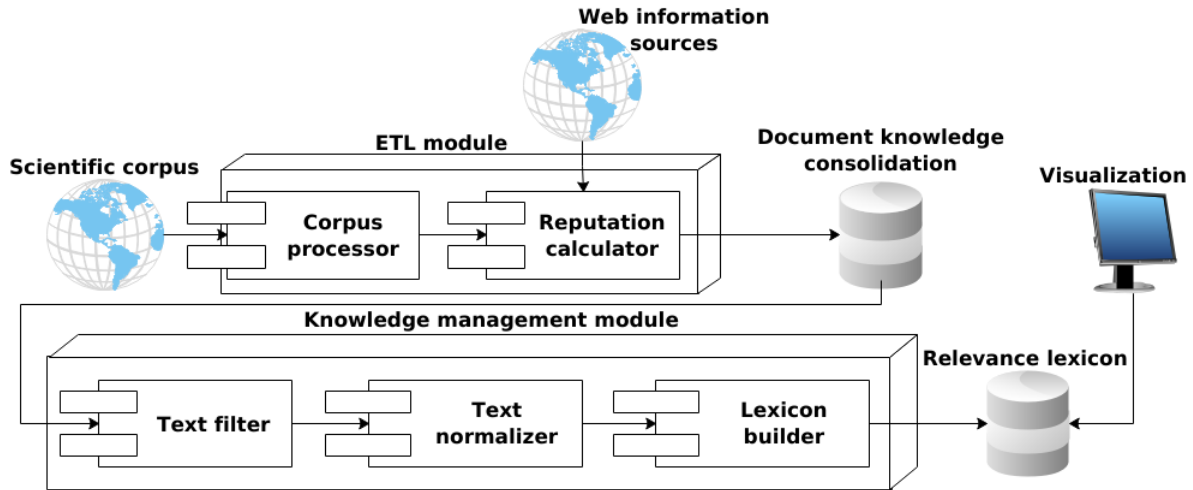 Web information
sources
ETL module
Document knowledge
consolidation
Scientific corpus
Visualization
Corpus
processor
Reputation
calculator
Knowledge management module
Relevance lexicon
Text filter
Text
normalizer
Lexicon
builder